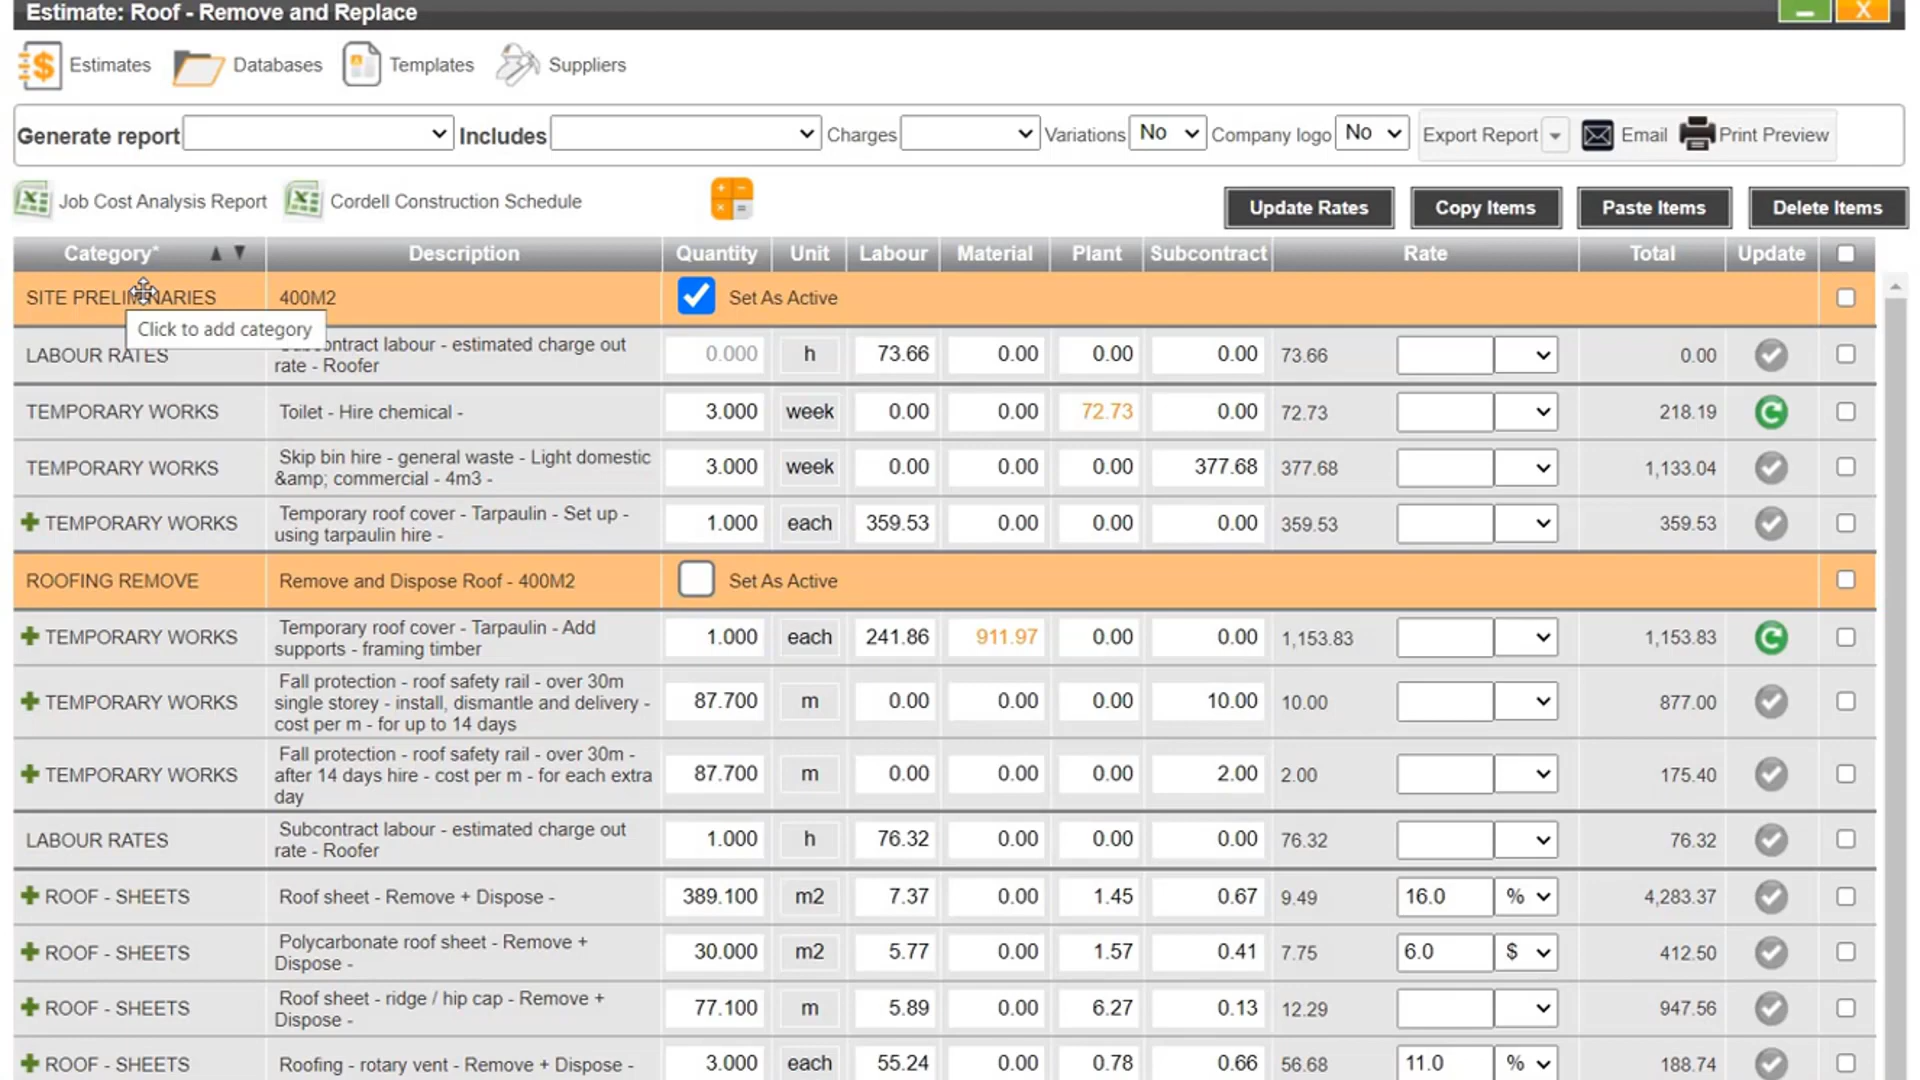 Estimate: Roof - Remove and Replace
X
Estimates Databases Templates Suppliers
Generate report Includes Charges Variations No Company logo No Export Report Email Print Preview
Job Cost Analysis Report Cordell Construction Schedule Update Rates Copy Items Paste Items Delete Items
Category* Description Quantity Unit Labour Material Plant Subcontract Rate Total Update
SITE PRELIMINARIES 400M2 Set As Active
Click to add category
LABOUR RATES Subcontract labour - estimated charge out
rate - Roofer 0.000 h 73.66 0.00 0.00 0.00 73.66 0.00
TEMPORARY WORKS Toilet - Hire chemical - 3.000 week 0.00 0.00 72.73 0.00 72.73 218.19
TEMPORARY WORKS Skip bin hire - general waste - Light domestic
&amp; commercial - 4m3 - 3.000 week 0.00 0.00 0.00 377.68 377.68 1,133.04
TEMPORARY WORKS Temporary roof cover - Tarpaulin - Set up -
using tarpaulin hire - 1.000 each 359.53 0.00 0.00 0.00 359.53 359.53
ROOFING REMOVE Remove and Dispose Roof - 400M2 Set As Active
TEMPORARY WORKS Temporary roof cover - Tarpaulin - Add
supports - framing timber 1.000 each 241.86 911.97 0.00 0.00 1,153.83 1,153.83
TEMPORARY WORKS Fall protection - roof safety rail - over 30m
single storey - install, dismantle and delivery -
cost per m - for up to 14 days 87.700 m 0.00 0.00 0.00 10.00 10.00 877.00
TEMPORARY WORKS Fall protection - roof safety rail - over 30m -
after 14 days hire - cost per m - for each extra
day 87.700 m 0.00 0.00 0.00 2.00 2.00 175.40
LABOUR RATES Subcontract labour - estimated charge out
rate - Roofer 1.000 h 76.32 0.00 0.00 0.00 76.32 76.32
ROOF - SHEETS Roof sheet - Remove + Dispose - 389.100 m2 7.37 0.00 1.45 0.67 9.49 16.0 % 4,283.37
ROOF - SHEETS Polycarbonate roof sheet - Remove +
Dispose - 30.000 m2 5.77 0.00 1.57 0.41 7.75 6.0 $ 412.50
ROOF - SHEETS Roof sheet - ridge / hip cap - Remove +
Dispose - 77.100 m 5.89 0.00 6.27 0.13 12.29 947.56
ROOF - SHEETS Roofing - rotary vent - Remove + Dispose - 3.000 each 55.24 0.00 0.78 0.66 56.68 11.0 % 188.74